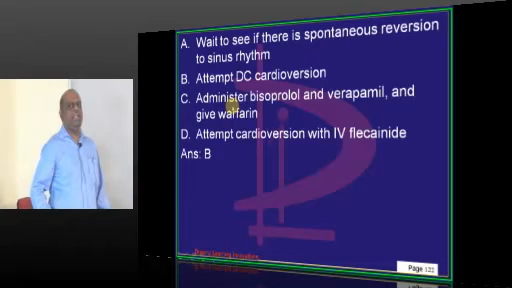 A. Wait to see if there is spontaneous reversion
to sinus rhythm
B. Attempt DC cardioversion
C. Administer bisoprolol and verapamil, and
give warfarin
D. Attempt cardioversion with IV flecainide
Ans: B
Page 122